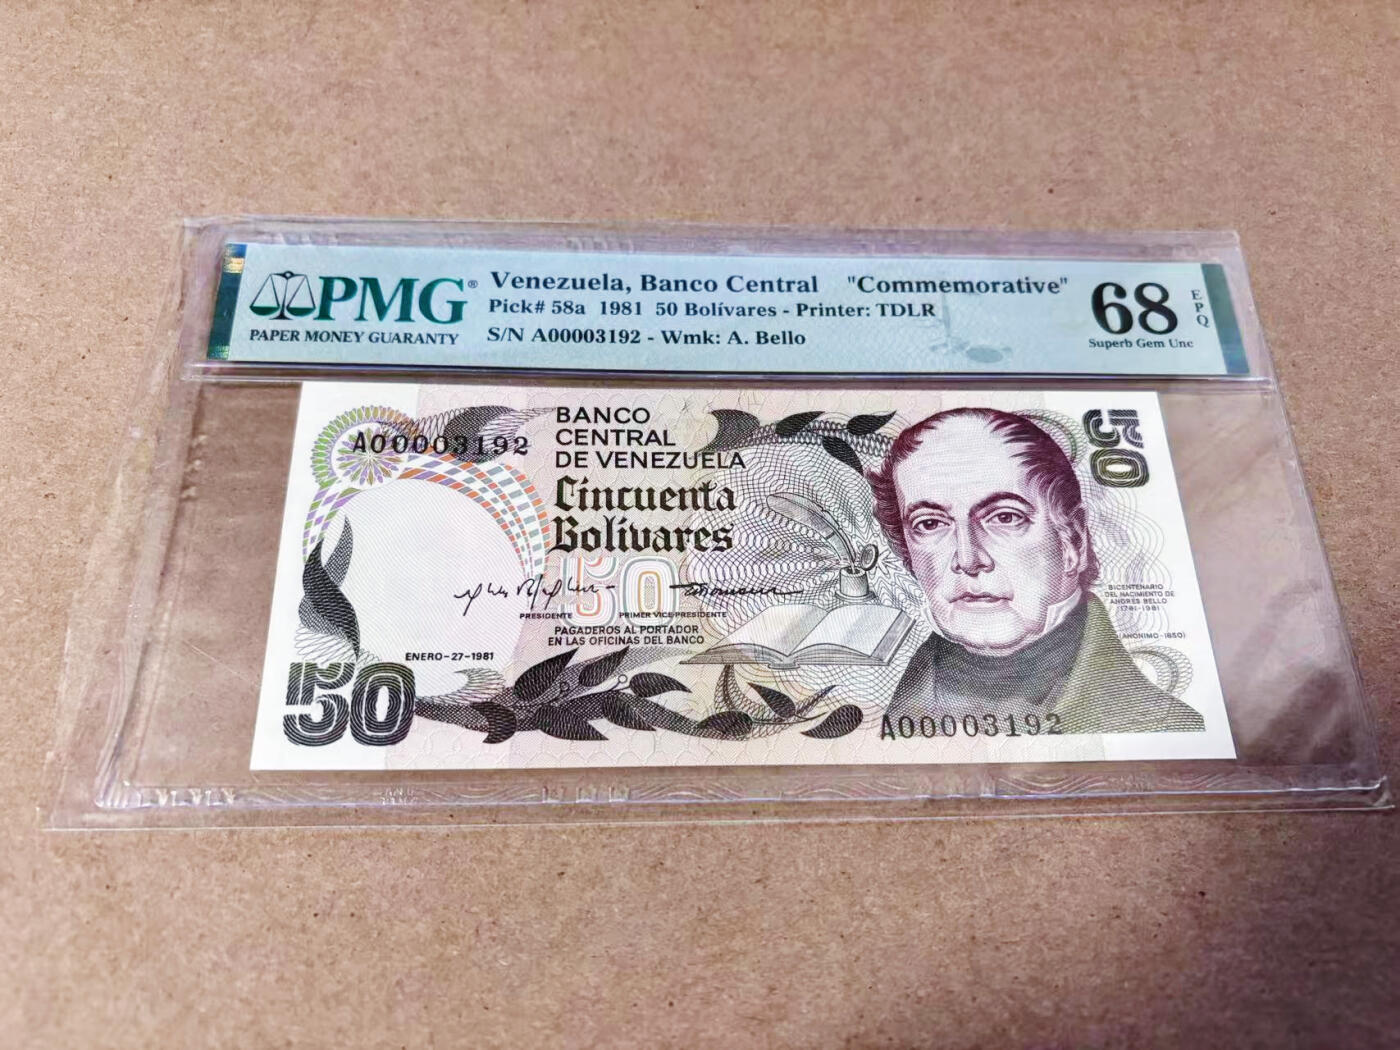 PMG®
PAPER MONEY GUARANTY
Venezuela, Banco Central "Commemorative"
Pick# 58a 1981 50 Bolívares - Printer: TDLR
S/N A00003192 - Wmk: A. Bello
68
EPQ
Superb Gem Unc
A00003192
BANCO
CENTRAL
DE VENEZUELA
Cincuenta
Bolívares
50
50
PRESIDENTE
PRIMER VICE-PRESIDENTE
PAGADEROS AL PORTADOR
EN LAS OFICINAS DEL BANCO
ENERO-27-1981
50
BICENTENARIO
DEL NACIMIENTO DE
ANDRES BELLO
1781-1981
(ANONIMO-1850)
A00003192